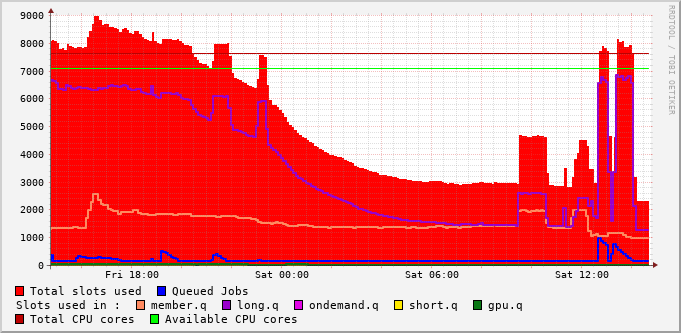 9000
8000
7000
6000
5000
4000
3000
2000
1000
0
Fri 18:00 Sat 00:00 Sat 06:00 Sat 12:00
RRDTOOL / TOBI OETIKER
Total slots used Queued Jobs
Slots used in : member.q long.q ondemand.q short.q gpu.q
Total CPU cores Available CPU cores